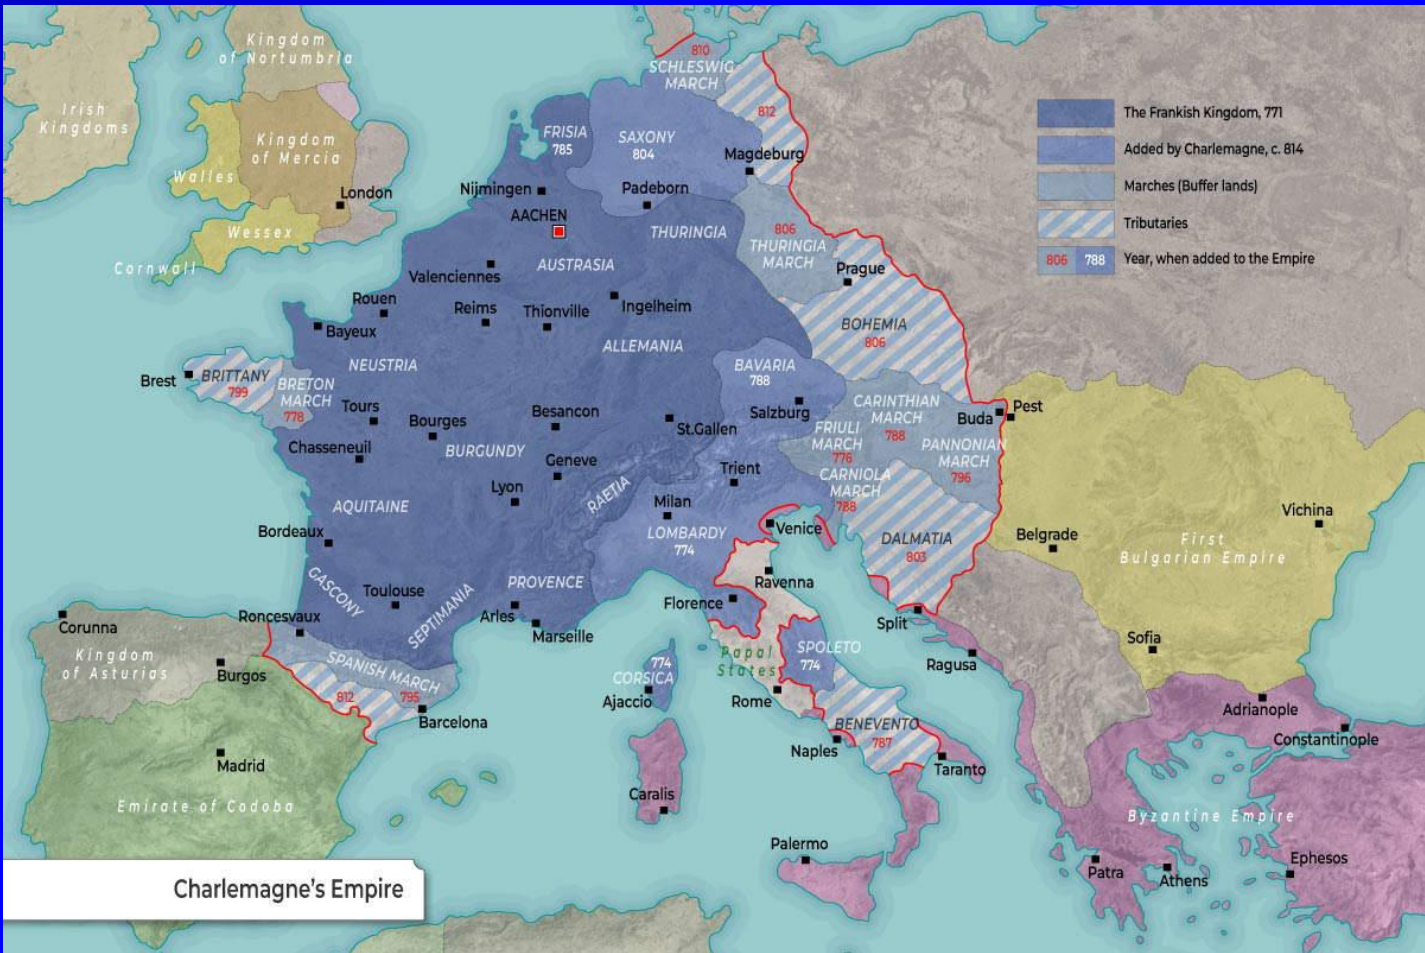 Kingdom
of Nortumbria
Irish
Kingdoms
Kingdom
of Mercia
Walles
London
Wessex
Cornwall
810
SCHLESWIG
MARCH
812
FRISIA
785
SAXONY
804
Magdeburg
Nijmingen
Padeborn
AACHEN
THURINGIA
806
THURINGIA
MARCH
AUSTRASIA
Valenciennes
Prague
Rouen
Reims
Thionville
Ingelheim
Bayeux
BOHEMIA
806
NEUSTRIA
ALLEMANIA
BAVARIA
788
Brest
BRITTANY
799
BRETON
MARCH
778
Tours
Bourges
Besancon
St.Gallen
Salzburg
CARINTHIAN
MARCH
788
Buda
Pest
Chasseneuil
BURGUNDY
Geneve
FRIULI
MARCH
776
PANNONIAN
MARCH
796
Lyon
RAETIA
Trient
CARNIOLA
MARCH
788
AQUITAINE
Milan
LOMBARDY
774
Venice
DALMATIA
803
Bordeaux
Belgrade
Vichina
First
Bulgarian Empire
GASCONY
Toulouse
SEPTIMANIA
PROVENCE
Arles
Marseille
Ravenna
Florence
Split
Corunna
Roncesvaux
Kingdom
of Asturias
Burgos
SPANISH MARCH
812
795
Barcelona
774
CORSICA
Ajaccio
Papal
States
SPOLETO
774
Rome
Ragusa
Sofia
BENEVENTO
787
Naples
Taranto
Adrianople
Constantinople
Madrid
Emirate of Codoba
Caralis
Palermo
Byzantine Empire
Patra
Athens
Ephesos
The Frankish Kingdom, 771
Added by Charlemagne, c. 814
Marches (Buffer lands)
Tributaries
806 788 Year, when added to the Empire
Charlemagne's Empire